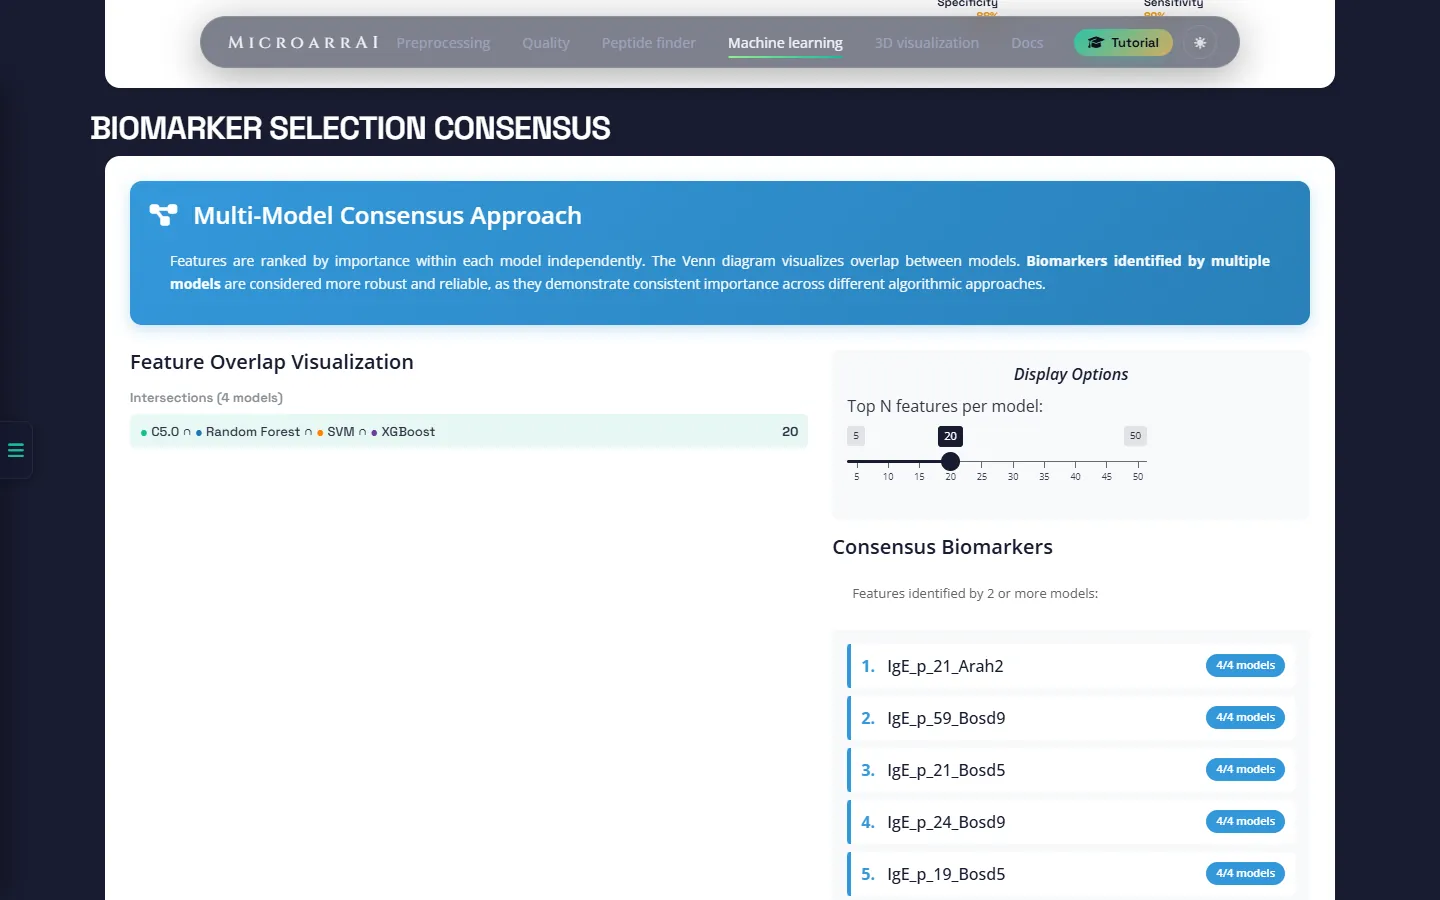 Specificity
Sensitivity
MICROARRAI
Preprocessing
Quality
Peptide finder
Machine learning
3D visualization
Docs
Tutorial
BIOMARKER SELECTION CONSENSUS
Multi-Model Consensus Approach
Features are ranked by importance within each model independently. The Venn diagram visualizes overlap between models. Biomarkers identified by multiple
models are considered more robust and reliable, as they demonstrate consistent importance across different algorithmic approaches.
Feature Overlap Visualization
Intersections (4 models)
● C5.0 ∩ ● Random Forest ∩ ● SVM ∩ ● XGBoost 20
Display Options
Top N features per model:
5 20 50
5 10 15 20 25 30 35 40 45 50
Consensus Biomarkers
Features identified by 2 or more models:
1. IgE_p_21_Arah2 4/4 models
2. IgE_p_59_Bosd9 4/4 models
3. IgE_p_21_Bosd5 4/4 models
4. IgE_p_24_Bosd9 4/4 models
5. IgE_p_19_Bosd5 4/4 models